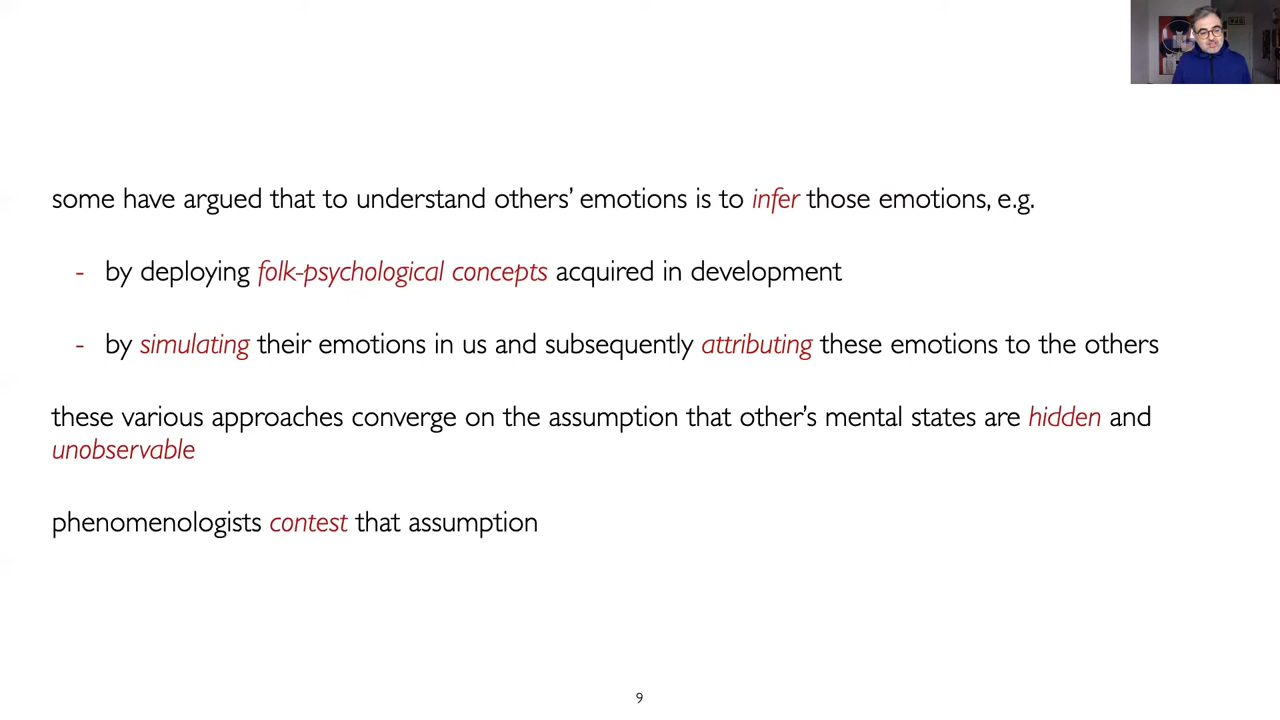 some have argued that to understand others’ emotions is to infer those emotions, e.g.
- by deploying folk-psychological concepts acquired in development
- by simulating their emotions in us and subsequently attributing these emotions to the others
these various approaches converge on the assumption that other’s mental states are hidden and
unobservable
phenomenologists contest that assumption
9